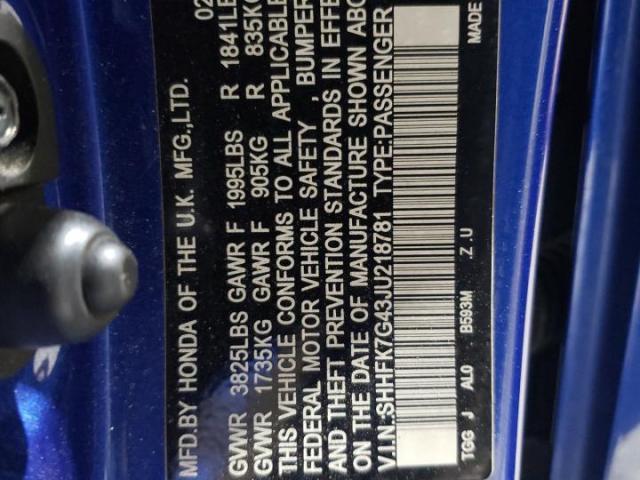 MFD.BY HONDA OF THE U.K. MFG.,LTD. 02
GVWR 3825LBS GAWR F 1995LBS R 1841LB
GVWR 1735KG GAWR F 905KG R 835KG
THIS VEHICLE CONFORMS TO ALL APPLICABLE
FEDERAL MOTOR VEHICLE SAFETY , BUMPER
AND THEFT PREVENTION STANDARDS IN EFFE
ON THE DATE OF MANUFACTURE SHOWN ABO
V.I.N.:SHHFK7G43JU218781 TYPE:PASSENGER
TGG J AL0 B593M Z.U MADE